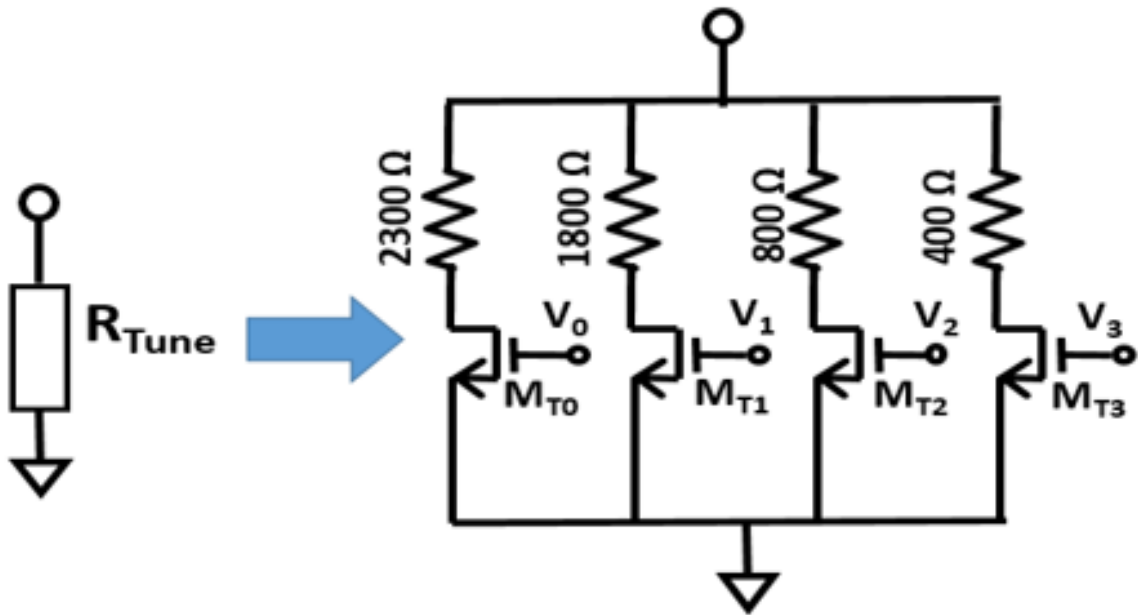 R_Tune
2300 Ω
1800 Ω
800 Ω
400 Ω
V_0
V_1
V_2
V_3
M_T0
M_T1
M_T2
M_T3